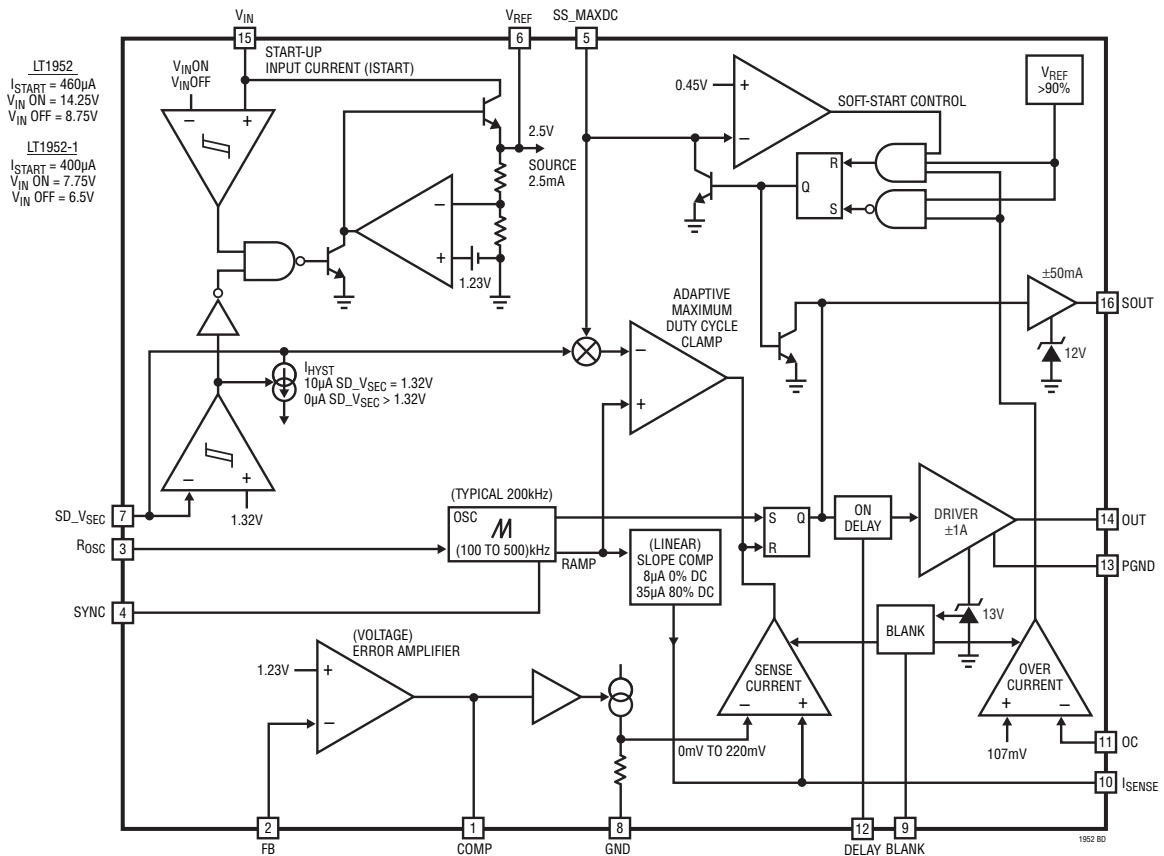 V_IN
V_REF
SS_MAXDC
15
6
5
LT1952
I_START = 460µA
V_IN ON = 14.25V
V_IN OFF = 8.75V
LT1952-1
I_START = 400µA
V_IN ON = 7.75V
V_IN OFF = 6.5V
V_INON
V_INOFF
–
+
START-UP
INPUT CURRENT (ISTART)
2.5V
SOURCE
2.5mA
–
+
1.23V
0.45V
+
–
SOFT-START CONTROL
V_REF
>90%
R
Q
S
±50mA
16
SOUT
12V
ADAPTIVE
MAXIMUM
DUTY CYCLE
CLAMP
–
+
I_HYST
10µA SD_V_SEC = 1.32V
0µA SD_V_SEC > 1.32V
–
+
1.32V
SD_V_SEC
7
R_OSC
3
SYNC
4
(TYPICAL 200kHz)
OSC
(100 TO 500)kHz
RAMP
(LINEAR)
SLOPE COMP
8µA 0% DC
35µA 80% DC
S
Q
R
ON
DELAY
DRIVER
±1A
14
OUT
13
PGND
13V
BLANK
(VOLTAGE)
ERROR AMPLIFIER
1.23V
+
–
SENSE
CURRENT
–
+
0mV TO 220mV
OVER
CURRENT
+
–
107mV
11
OC
10
I_SENSE
2
1
8
12
9
FB
COMP
GND
DELAY
BLANK
1952 BD